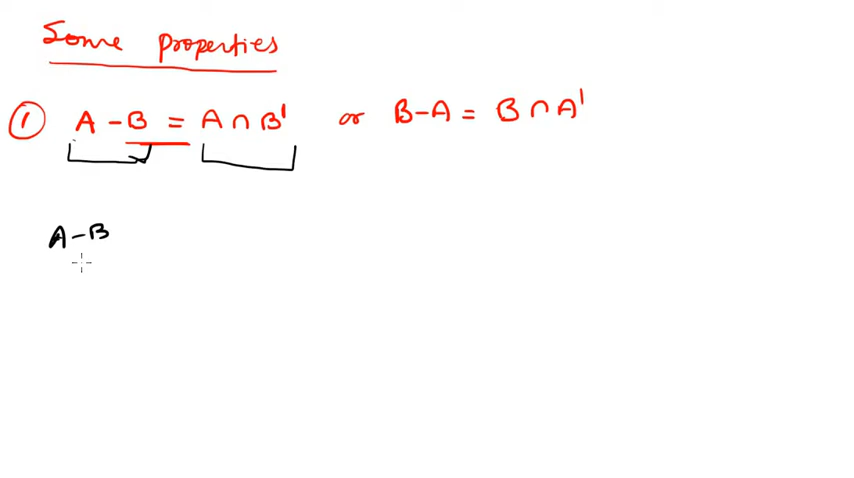 Some properties
① A - B = A ∩ B' or B - A = B ∩ A'
A - B